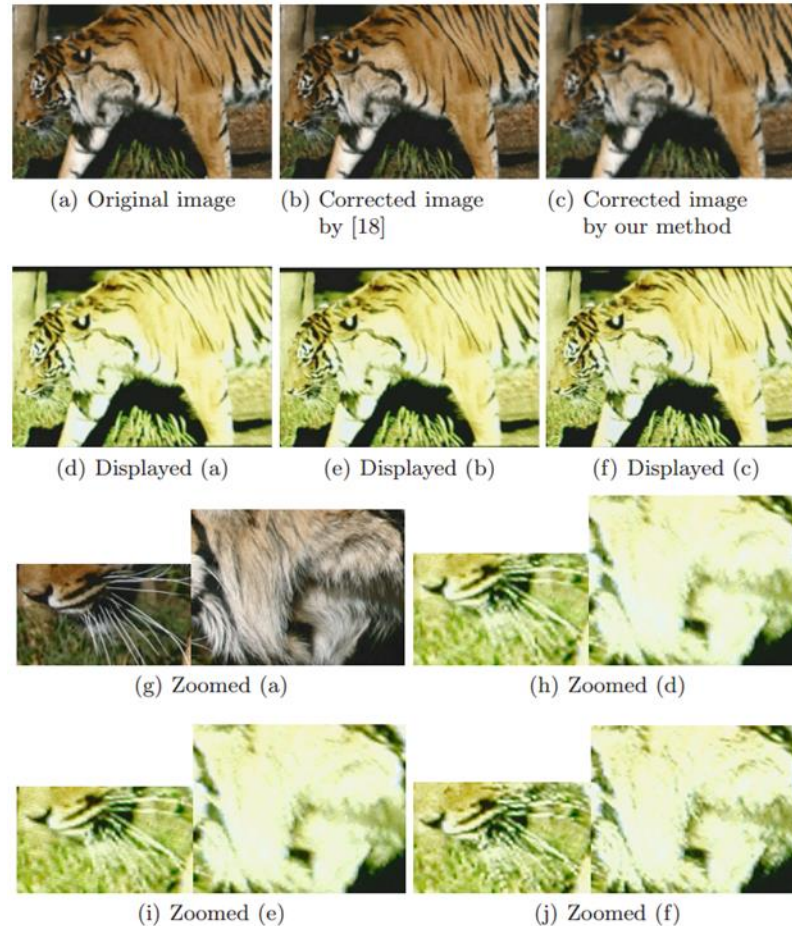 (a) Original image
(b) Corrected image
by [18]
(c) Corrected image
by our method
(d) Displayed (a)
(e) Displayed (b)
(f) Displayed (c)
(g) Zoomed (a)
(h) Zoomed (d)
(i) Zoomed (e)
(j) Zoomed (f)